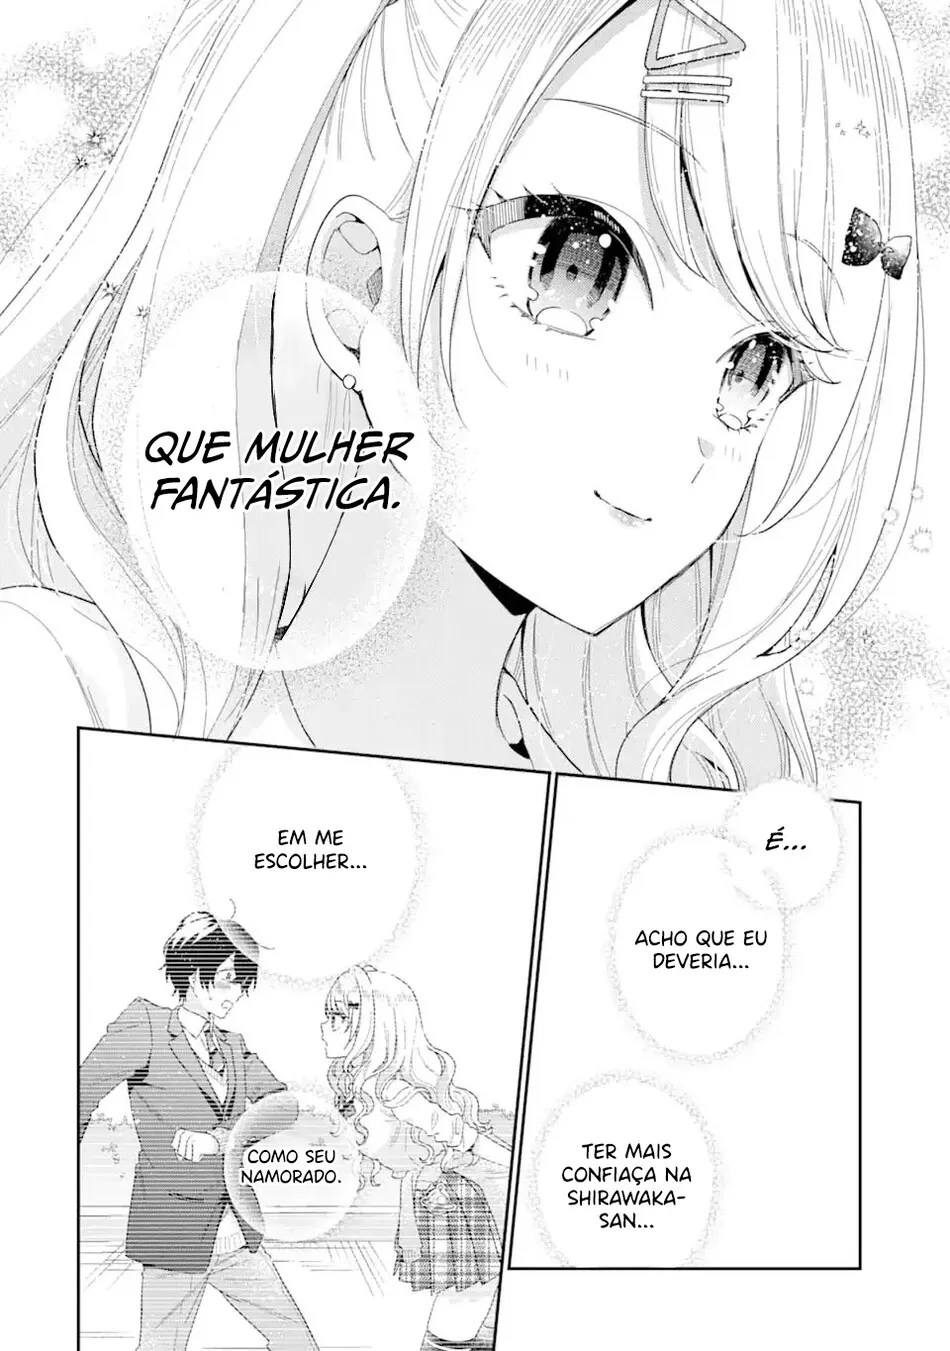 QUE MULHER
FANTÁSTICA.
É...
ACHO QUE EU
DEVERIA...
TER MAIS
CONFIAÇA NA
SHIRAWAKA-
SAN...
EM ME
ESCOLHER...
COMO SEU
NAMORADO.